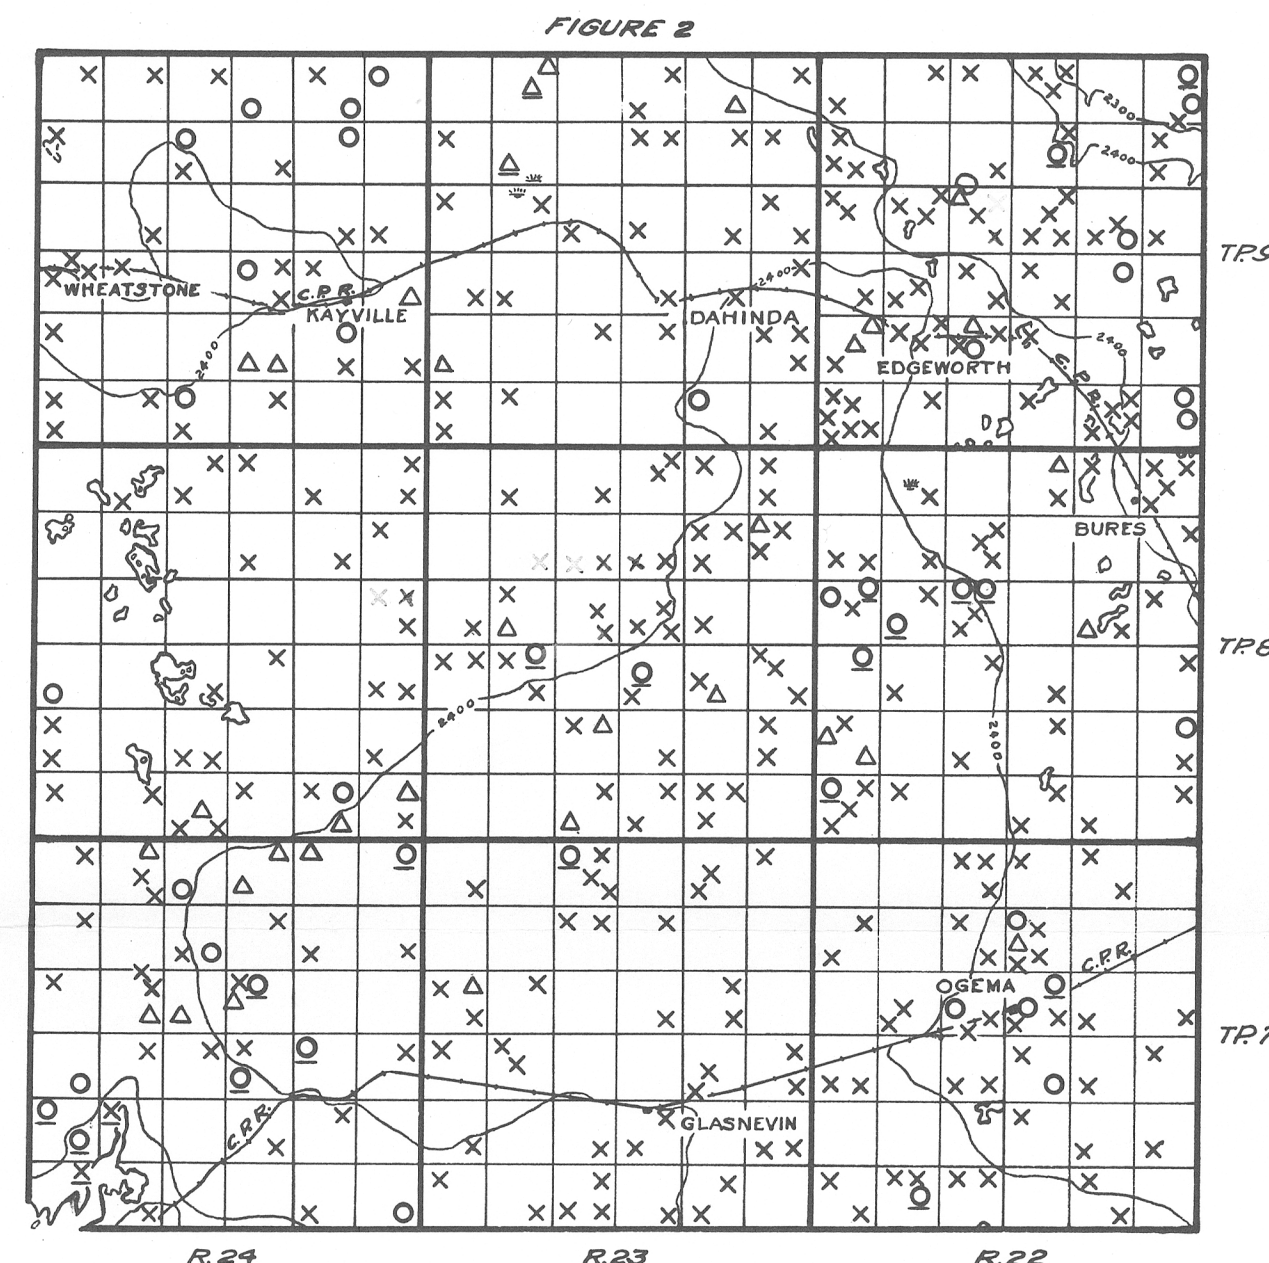 FIGURE 2
2300
2400
TP. 9
WHEATSTONE
C.P.R.
KAYVILLE
2400
DAHINDA
2400
EDGEWORTH
2400
C.P.R.
BURES
TP. 8
2400
2400
OGEMA
C.P.R.
TP. 7
C.P.R.
GLASNEVIN
R. 24
R. 23
R. 22